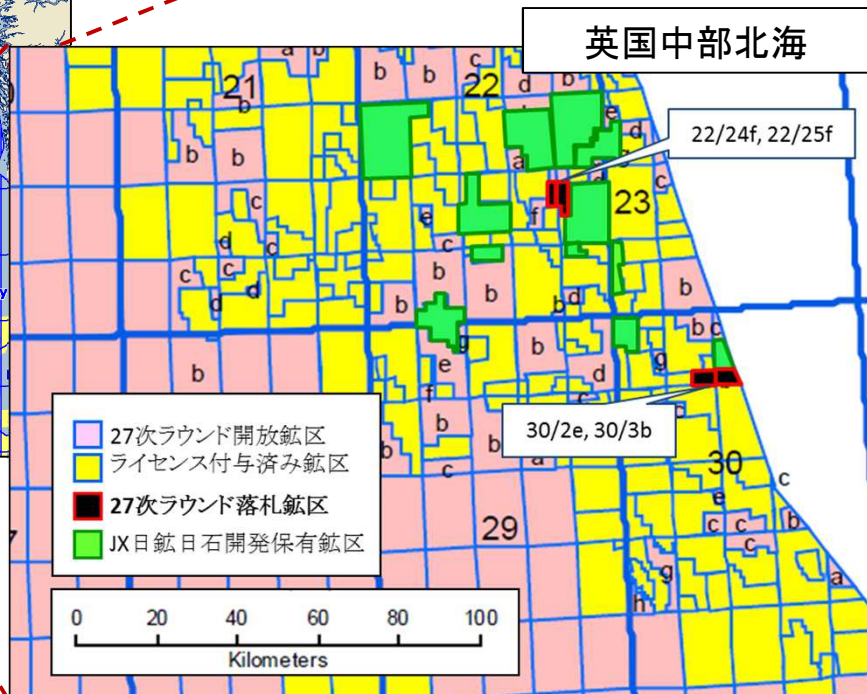 英国中部北海
21
22
23
22/24f, 22/25f
30/2e, 30/3b
29
30
27次ラウンド開放鉱区
ライセンス付与済み鉱区
27次ラウンド落札鉱区
JX日鉱日石開発保有鉱区
0 20 40 60 80 100
Kilometers